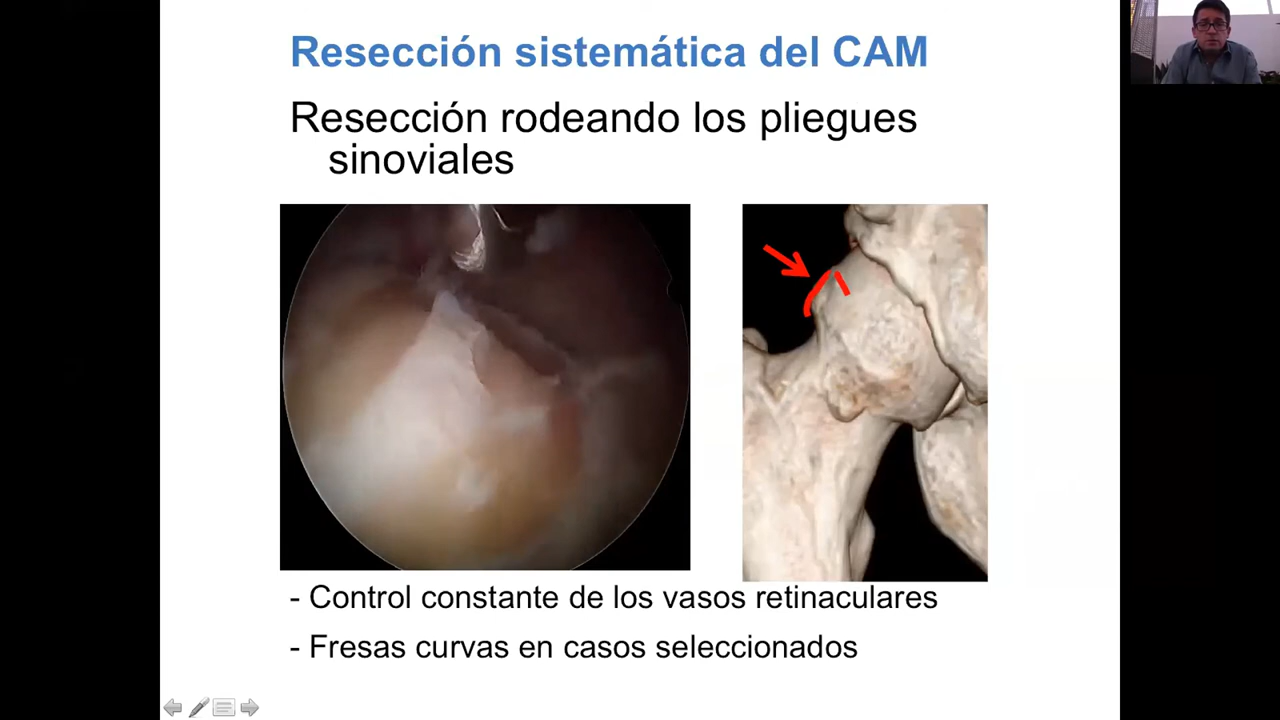 Resección sistemática del CAM
Resección rodeando los pliegues
sinoviales
- Control constante de los vasos retinaculares
- Fresas curvas en casos seleccionados